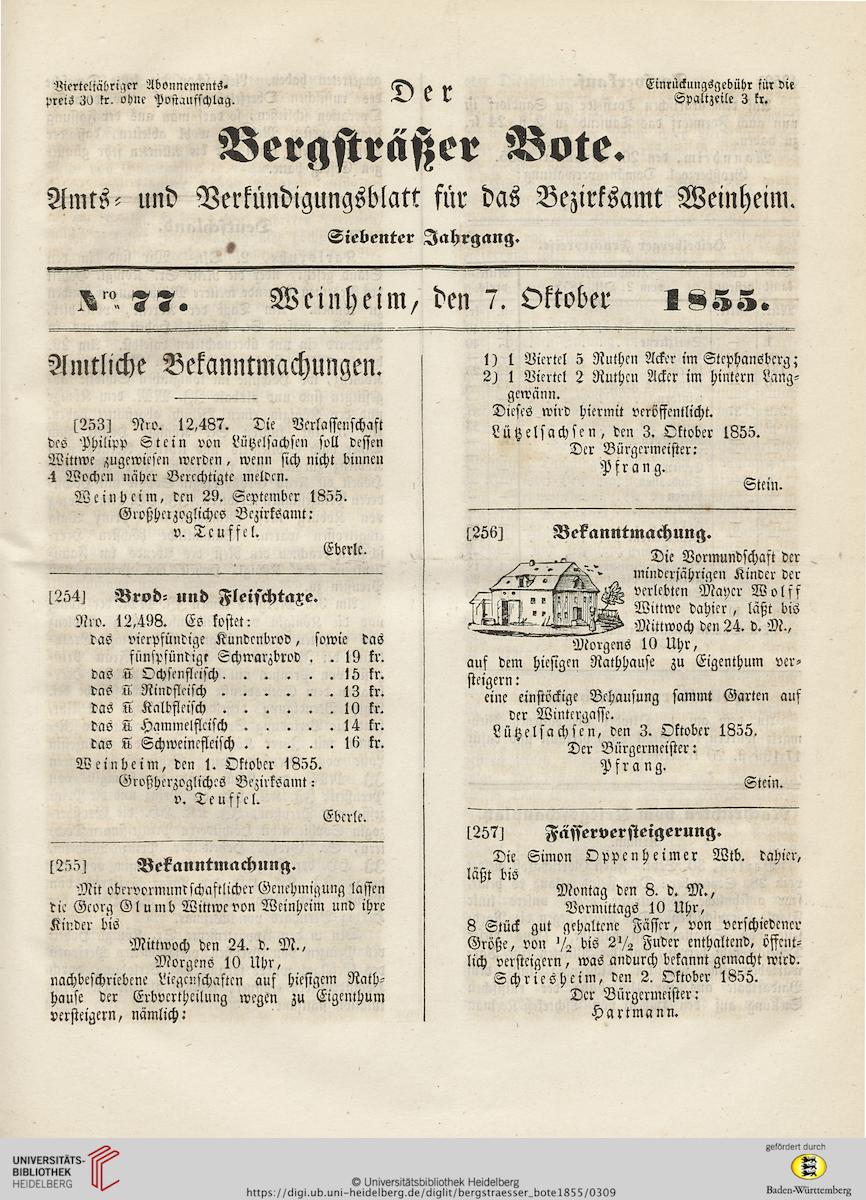 Vierteljähriger Abonnements-
preis 30 kr. ohne Postaufschlag.
Der
Einrückungsgebühr für die
Spaltzeile 3 kr.
Bergsträßer Bote.
Amts- und Verkündigungsblatt für das Bezirksamt Weinheim.
Siebenter Jahrgang.
Nro 77. Weinheim, den 7. Oktober 1855.
Amtliche Bekanntmachungen.
[253] Nro. 12,487. Die Verlassenschaft
des Philipp Stein von Lützelsachsen soll dessen
Wittwe zugewiesen werden, wenn sich nicht binnen
4 Wochen näher Berechtigte melden.
Weinheim, den 29. September 1855.
Großherzogliches Bezirksamt:
v. Teuffel.
Eberle.
[254] Brod- und Fleischtaxe.
Nro. 12,498. Es kostet:
das vierpfündige Kundenbrod, sowie das
fünfpfündige Schwarzbrod . . 19 kr.
das ℔ Ochsenfleisch . . . . . . 15 kr.
das ℔ Rindfleisch . . . . . . 13 kr.
das ℔ Kalbfleisch . . . . . . 10 kr.
das ℔ Hammelfleisch . . . . . 14 kr.
das ℔ Schweinefleisch . . . . . 16 kr.
Weinheim, den 1. Oktober 1855.
Großherzogliches Bezirksamt:
v. Teuffel.
Eberle.
[255] Bekanntmachung.
Mit obervormundschaftlicher Genehmigung lassen
die Georg Glumb Wittwe von Weinheim und ihre
Kinder bis
Mittwoch den 24. d. M.,
Morgens 10 Uhr,
nachbeschriebene Liegenschaften auf hiesigem Rath-
hause der Erbvertheilung wegen zu Eigenthum
versteigern, nämlich:
1) 1 Viertel 5 Ruthen Acker im Stephansberg;
2) 1 Viertel 2 Ruthen Acker im hintern Lang-
gewänn.
Dieses wird hiermit veröffentlicht.
Lützelsachsen, den 3. Oktober 1855.
Der Bürgermeister:
Pfrang.
Stein.
[256] Bekanntmachung.
Die Vormundschaft der
minderjährigen Kinder der
verlebten Mayer Wolff
Wittwe dahier, läßt bis
Mittwoch den 24. d. M.,
Morgens 10 Uhr,
auf dem hiesigen Rathhause zu Eigenthum ver-
steigern:
eine einstöckige Behausung sammt Garten auf
der Wintergasse.
Lützelsachsen, den 3. Oktober 1855.
Der Bürgermeister:
Pfrang.
Stein.
[257] Fässerversteigerung.
Die Simon Oppenheimer Wtb. dahier,
läßt bis
Montag den 8. d. M.,
Vormittags 10 Uhr,
8 Stück gut gehaltene Fässer, von verschiedener
Größe, von 1/2 bis 2 1/2 Fuder enthaltend, öffent-
lich versteigern, was andurch bekannt gemacht wird.
Schriesheim, den 2. Oktober 1855.
Der Bürgermeister:
Hartmann.
UNIVERSITÄTS-
BIBLIOTHEK
HEIDELBERG
© Universitätsbibliothek Heidelberg
https://digi.ub.uni-heidelberg.de/diglit/bergstraesser_bote1855/0309
gefördert durch
Baden-Württemberg